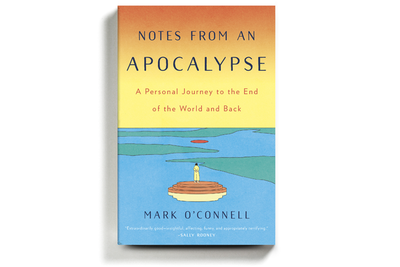 NOTES FROM AN
APOCALYPSE
A Personal Journey to the End
of the World and Back
MARK O'CONNELL
—SALLY ROONEY